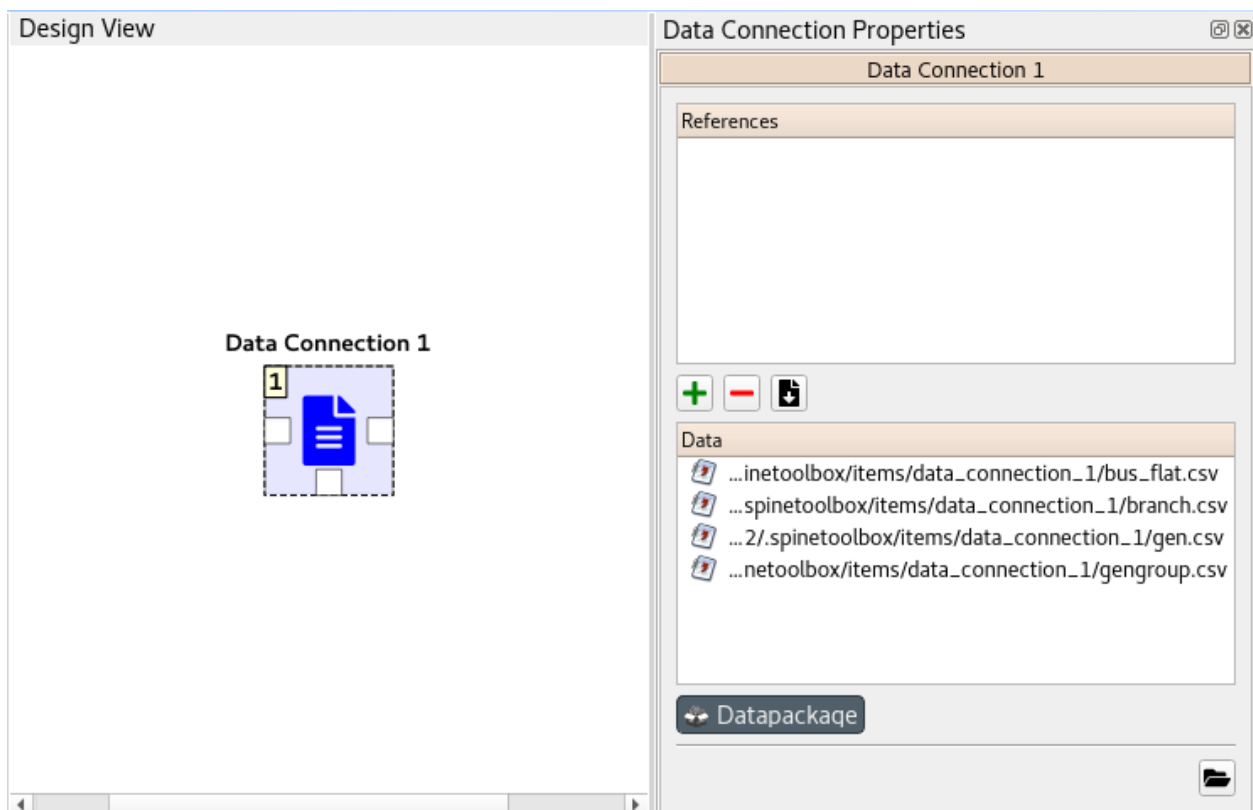 Design View
Data Connection 1
1
Data Connection Properties
Data Connection 1
References
Data
...inetoolbox/items/data_connection_1/bus_flat.csv
...spinetoolbox/items/data_connection_1/branch.csv
...2/.spinetoolbox/items/data_connection_1/gen.csv
...netoolbox/items/data_connection_1/gengroup.csv
Datapackage